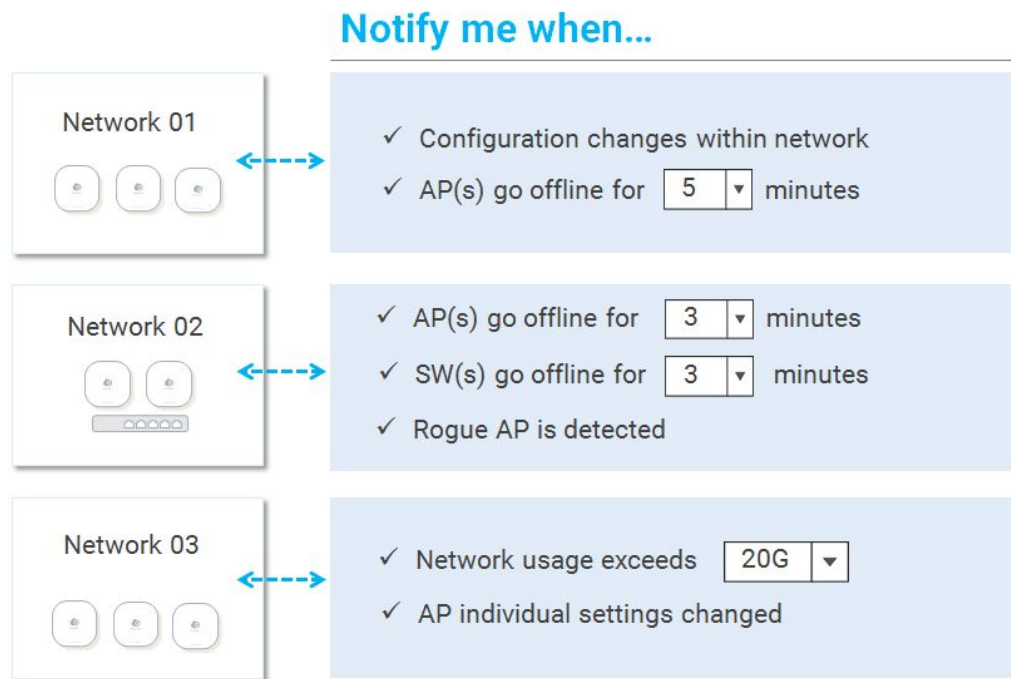 Notify me when...
Network 01
✓ Configuration changes within network
✓ AP(s) go offline for 5 minutes
Network 02
✓ AP(s) go offline for 3 minutes
✓ SW(s) go offline for 3 minutes
✓ Rogue AP is detected
Network 03
✓ Network usage exceeds 20G
✓ AP individual settings changed